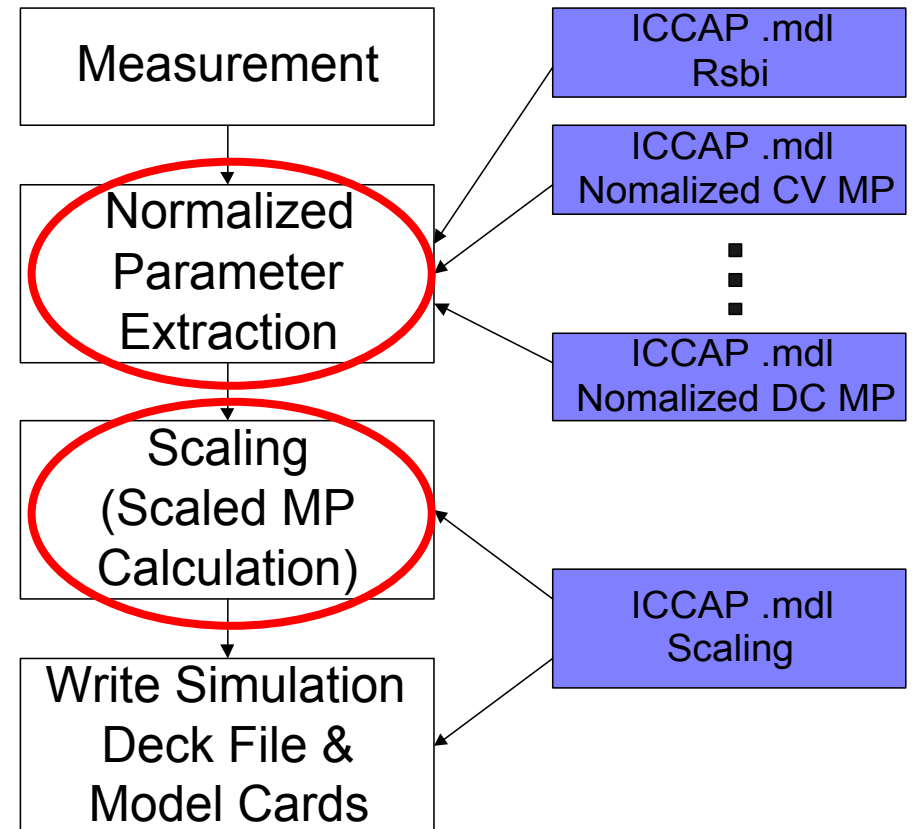 Measurement
Normalized
Parameter
Extraction
Scaling
(Scaled MP
Calculation)
Write Simulation
Deck File &
Model Cards
ICCAP .mdl
Rsbi
ICCAP .mdl
Nomalized CV MP
ICCAP .mdl
Nomalized DC MP
ICCAP .mdl
Scaling